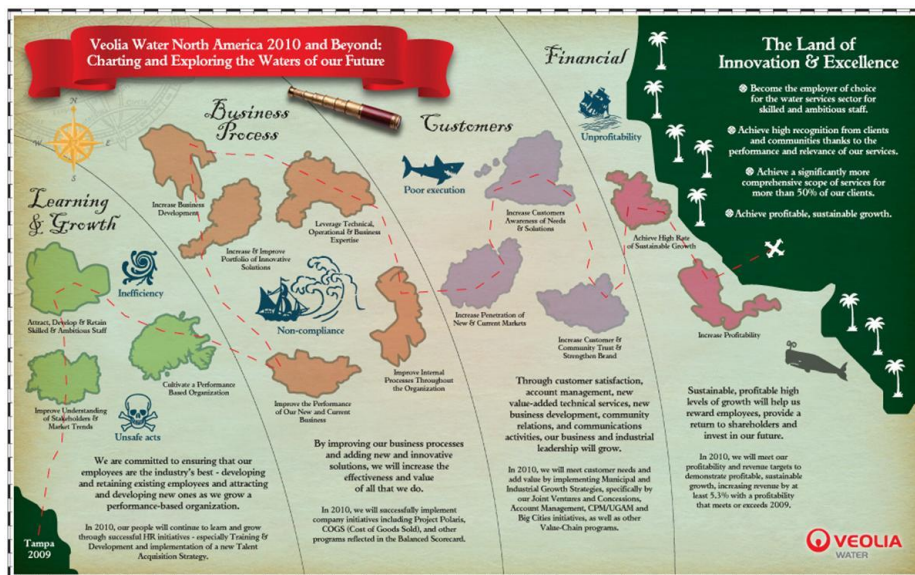 Veolia Water North America 2010 and Beyond:
Charting and Exploring the Waters of our Future
N
W
E
S
Learning
& Growth
Attract, Develop & Retain
Skilled & Ambitious Staff
Inefficiency
Improve Understanding
of Stakeholders &
Market Trends
Cultivate a Performance
Based Organization
Unsafe acts
We are committed to ensuring that our
employees are the industry's best - developing
and retaining existing employees and attracting
and developing new ones as we grow a
performance-based organization.
In 2010, our people will continue to learn and grow
through successful HR initiatives - especially Training &
Development and implementation of a new Talent
Acquisition Strategy.
Tampa
2009
Business
Process
Increase Business
Development
Increase & Improve
Portfolio of Innovative
Solutions
Leverage Technical,
Operational & Business
Expertise
Non-compliance
Improve the Performance
of Our New and Current
Business
Improve Internal
Processes Throughout
the Organization
By improving our business processes
and adding new and innovative
solutions, we will increase the
effectiveness and value
of all that we do.
In 2010, we will successfully implement
company initiatives including Project Polaris,
COGS (Cost of Goods Sold), and other
programs reflected in the Balanced Scorecard.
Customers
Poor execution
Increase Customers
Awareness of Needs
& Solutions
Increase Penetration of
New & Current Markets
Increase Customer &
Community Trust &
Strengthen Brand
Through customer satisfaction,
account management, new
value-added technical services, new
business development, community
relations, and communications
activities, our business and industrial
leadership will grow.
In 2010, we will meet customer needs and
add value by implementing Municipal and
Industrial Growth Strategies, specifically by
our Joint Ventures and Concessions,
Account Management, CPM/UGAM and
Big Cities initiatives, as well as other
Value-Chain programs.
Financial
Unprofitability
Achieve High Rate
of Sustainable Growth
Increase Profitability
Sustainable, profitable high
levels of growth will help us
reward employees, provide a
return to shareholders and
invest in our future.
In 2010, we will meet our
profitability and revenue targets to
demonstrate profitable, sustainable
growth, increasing revenue by at
least 5.3% with a profitability
that meets or exceeds 2009.
The Land of
Innovation & Excellence
Become the employer of choice
for the water services sector for
skilled and ambitious staff.
Achieve high recognition from clients
and communities thanks to the
performance and relevance of our services.
Achieve a significantly more
comprehensive scope of services for
more than 50% of our clients.
Achieve profitable, sustainable growth.
VEOLIA
WATER